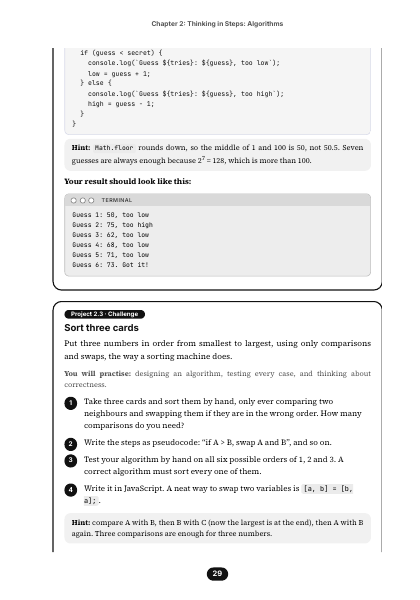 Chapter 2: Thinking in Steps: Algorithms
if (guess < secret) {
console.log(`Guess ${tries}: ${guess}, too low`);
low = guess + 1;
} else {
console.log(`Guess ${tries}: ${guess}, too high`);
high = guess - 1;
}
}
Hint: Math.floor rounds down, so the middle of 1 and 100 is 50, not 50.5. Seven
guesses are always enough because 2⁷ = 128, which is more than 100.
Your result should look like this:
TERMINAL
Guess 1: 50, too low
Guess 2: 75, too high
Guess 3: 62, too low
Guess 4: 68, too low
Guess 5: 71, too low
Guess 6: 73. Got it!
Project 2.3 · Challenge
Sort three cards
Put three numbers in order from smallest to largest, using only comparisons
and swaps, the way a sorting machine does.
You will practise: designing an algorithm, testing every case, and thinking about
correctness.
1 Take three cards and sort them by hand, only ever comparing two
neighbours and swapping them if they are in the wrong order. How many
comparisons do you need?
2 Write the steps as pseudocode: “if A > B, swap A and B”, and so on.
3 Test your algorithm by hand on all six possible orders of 1, 2 and 3. A
correct algorithm must sort every one of them.
4 Write it in JavaScript. A neat way to swap two variables is [a, b] = [b,
a]; .
Hint: compare A with B, then B with C (now the largest is at the end), then A with B
again. Three comparisons are enough for three numbers.
29